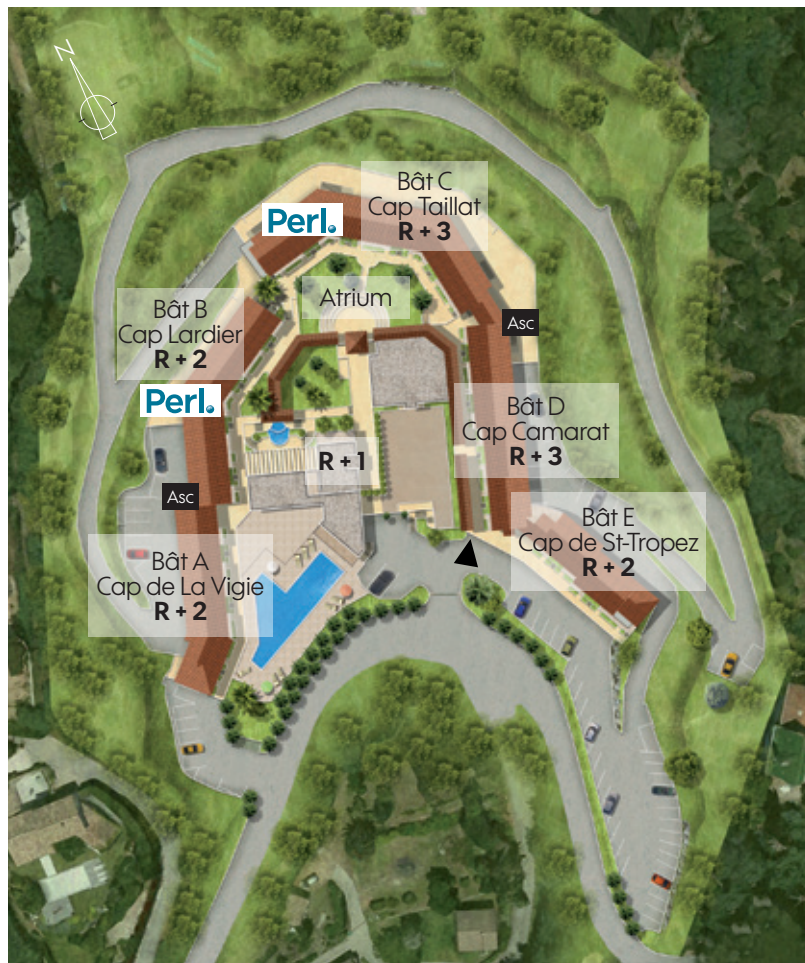 N
Bât C
Cap Taillat
R + 3
Perl.
Atrium
Bât B
Cap Lardier
R + 2
Asc
Perl.
Bât D
Cap Camarat
R + 3
R + 1
Asc
Bât E
Cap de St-Tropez
R + 2
Bât A
Cap de La Vigie
R + 2